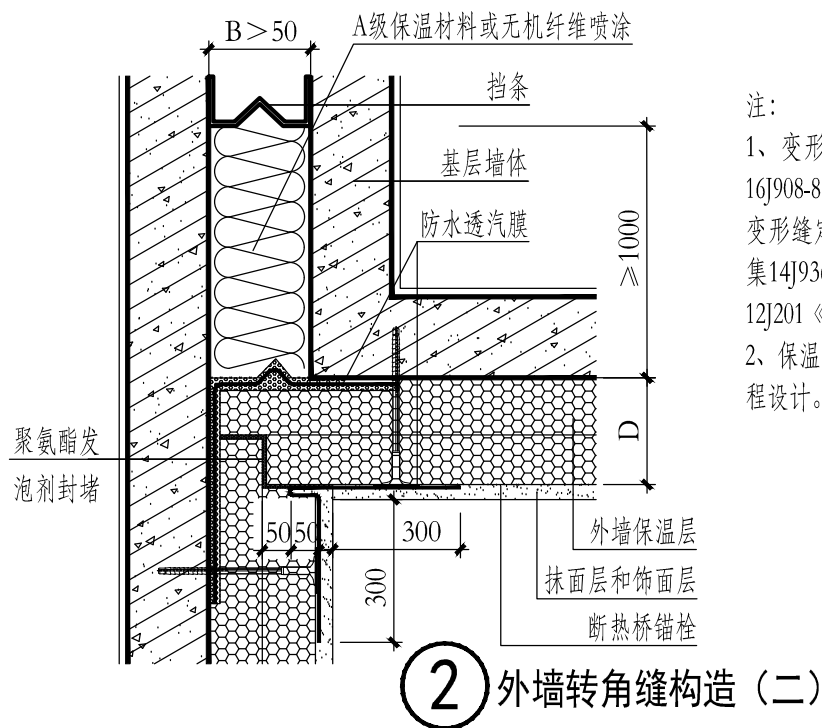 B＞50
A级保温材料或无机纤维喷涂
挡条
基层墙体
防水透汽膜
≥1000
D
聚氨酯发
泡剂封堵
50
50
300
300
外墙保温层
抹面层和饰面层
断热桥锚栓
2 外墙转角缝构造（二）
注：
1、变形
16J908-8
变形缝
集14J936
12J201《
2、保温
程设计。